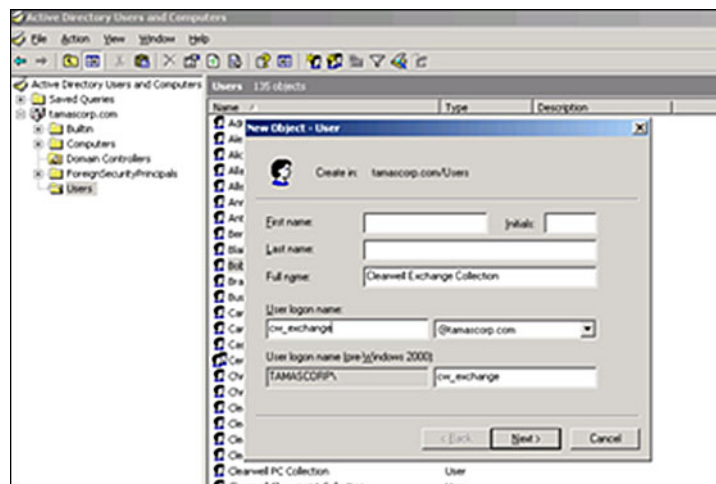 Active Directory Users and Computers
File Action View Window Help
Active Directory Users and Computers
Saved Queries
tamascorp.com
Builtin
Computers
Domain Controllers
ForeignSecurityPrincipals
Users
Users 135 objects
Name Type Description
New Object - User
Create in: tamascorp.com/Users
First name: Initials:
Last name:
Full name: Clearwell Exchange Collection
User logon name:
cw_exchange @tamascorp.com
User logon name (pre-Windows 2000):
TAMASCORP\ cw_exchange
< Back Next > Cancel
Clearwell PC Collection User